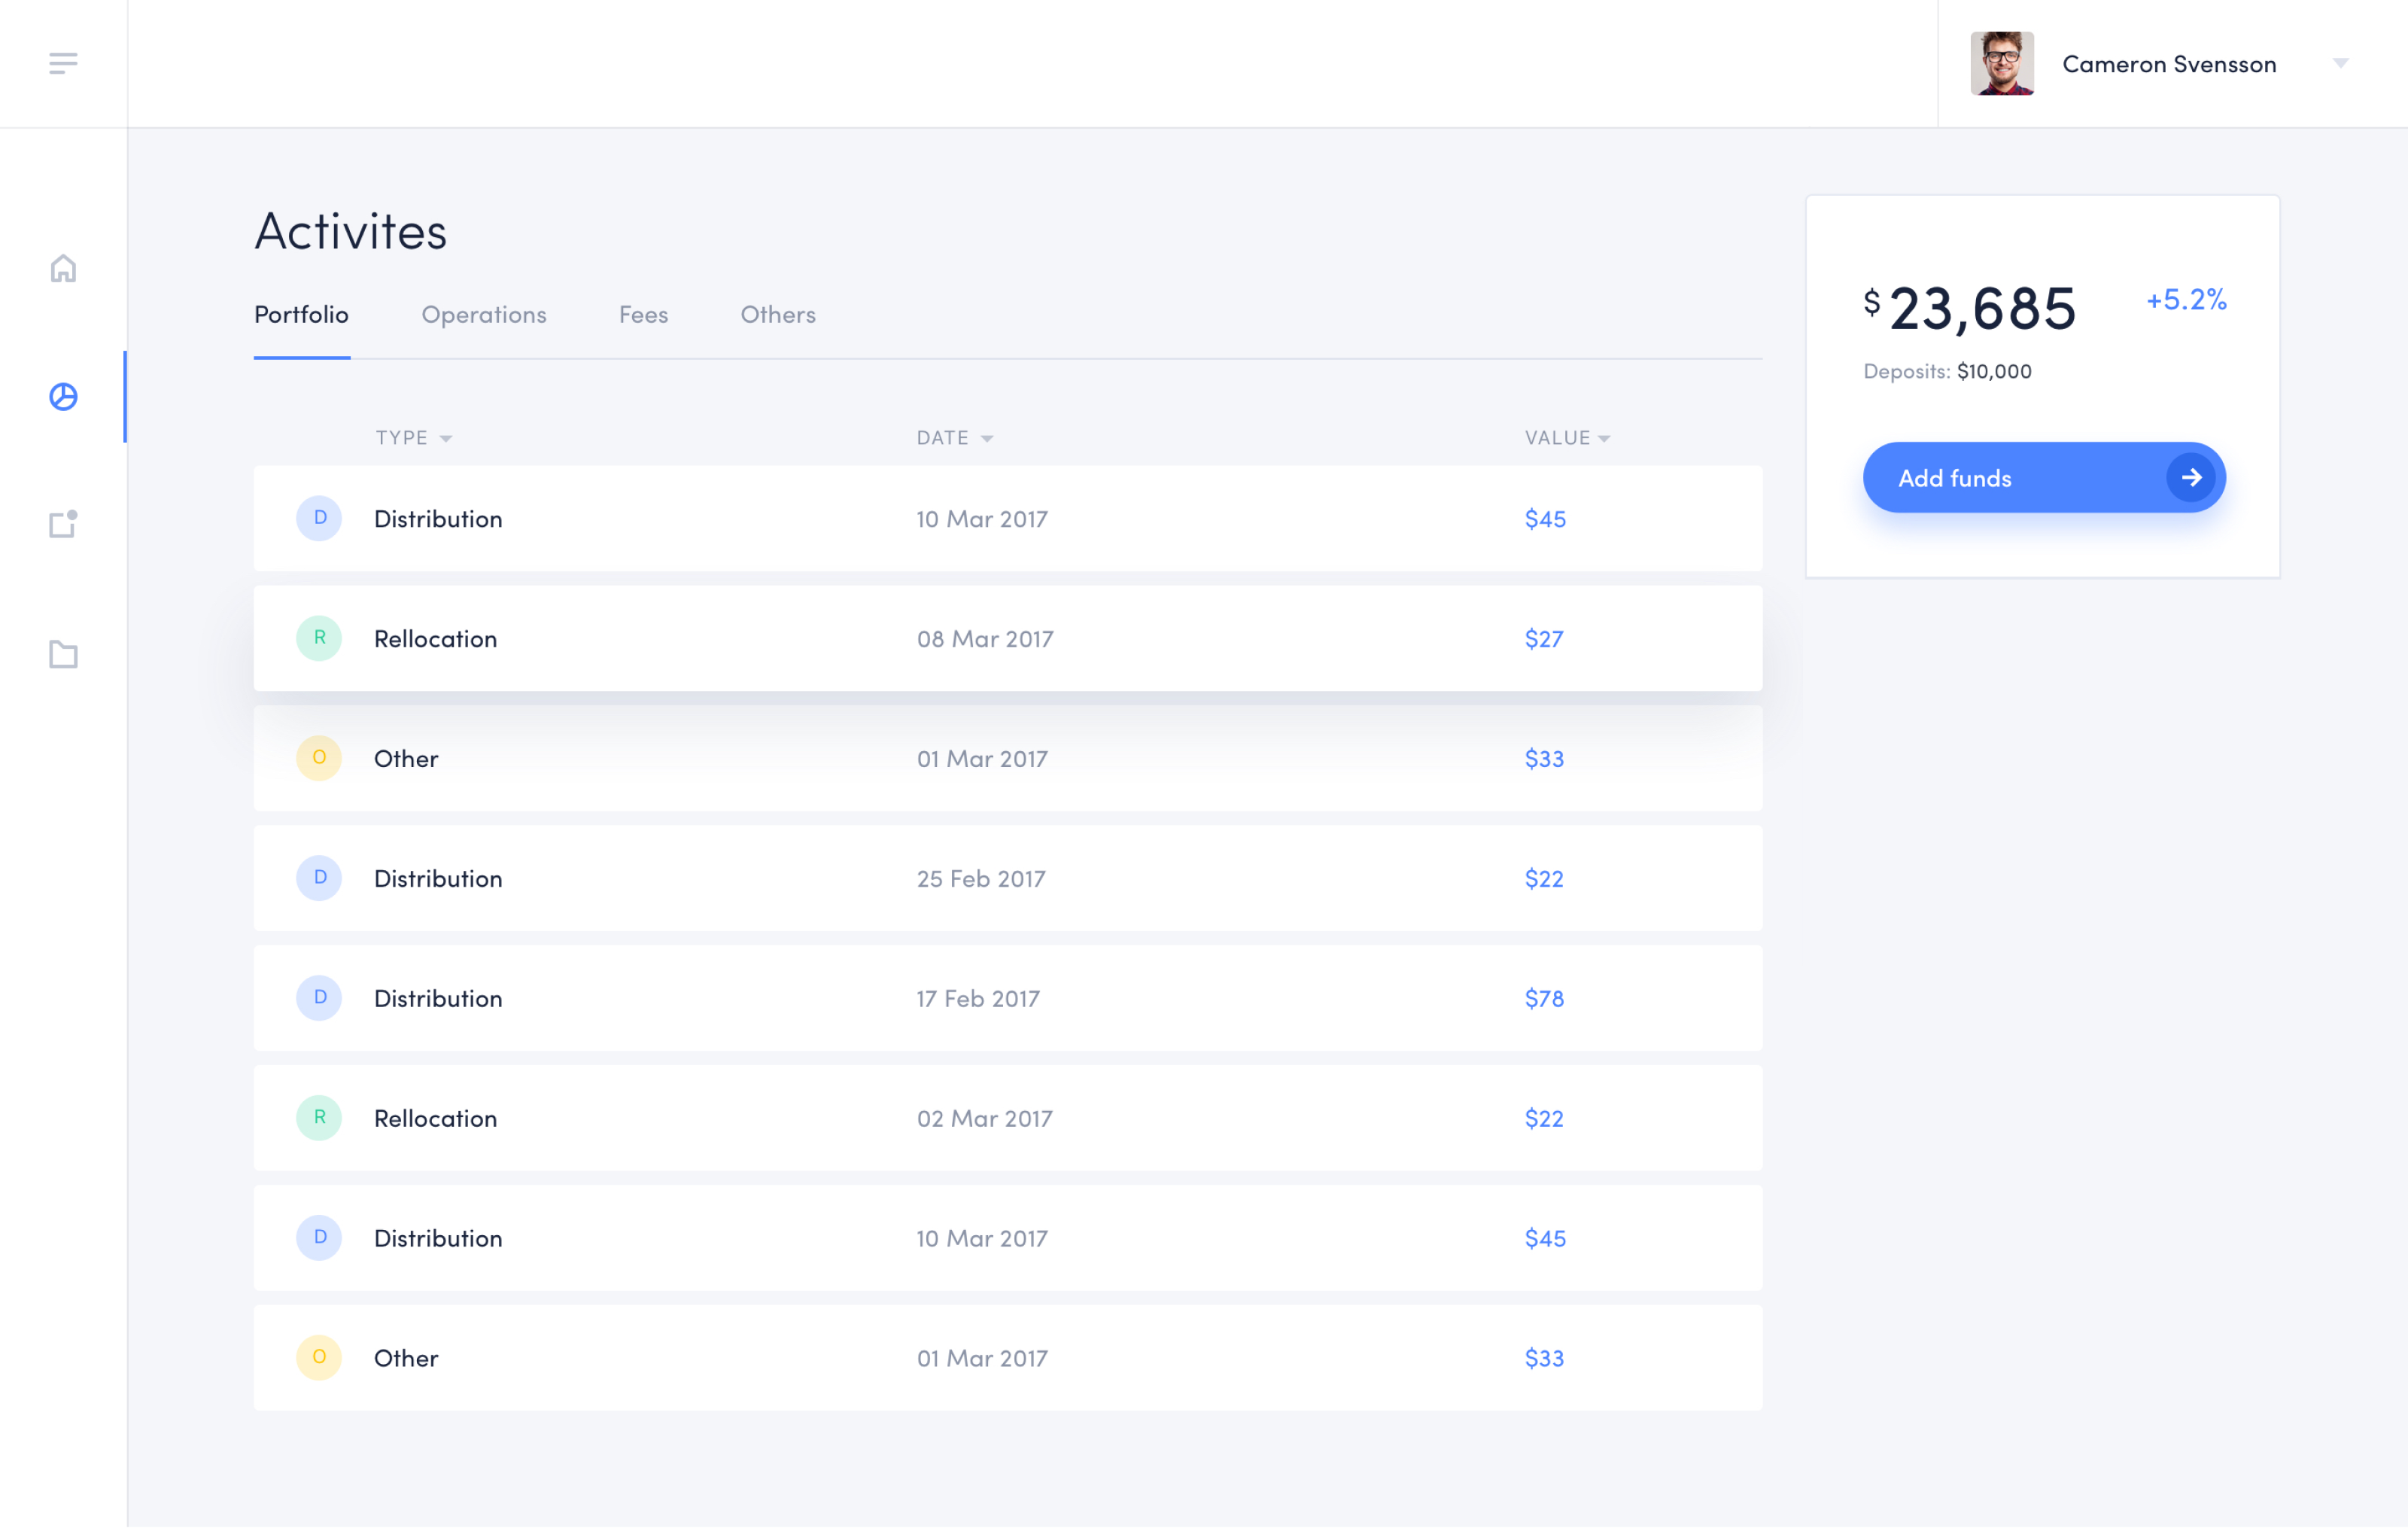 Cameron Svensson
Activites
Portfolio Operations Fees Others
$ 23,685 +5.2%
Deposits: $10,000
Add funds
TYPE DATE VALUE
D Distribution 10 Mar 2017 $45
R Rellocation 08 Mar 2017 $27
O Other 01 Mar 2017 $33
D Distribution 25 Feb 2017 $22
D Distribution 17 Feb 2017 $78
R Rellocation 02 Mar 2017 $22
D Distribution 10 Mar 2017 $45
O Other 01 Mar 2017 $33